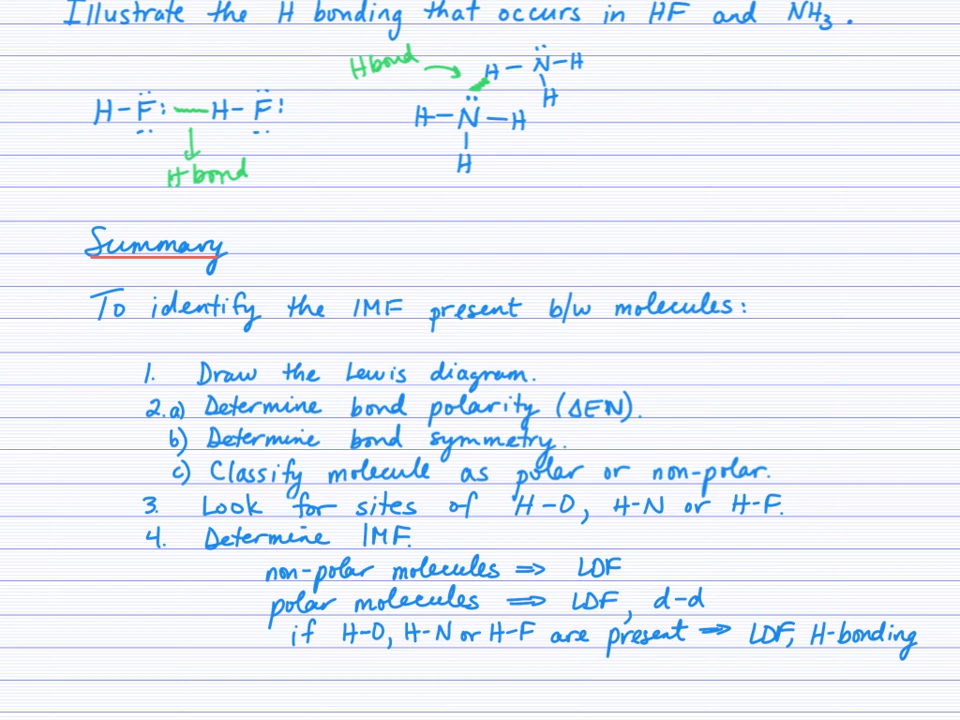 Illustrate the H bonding that occurs in HF and NH₃.
H bond
H – N̈ – H
H
H – F̤̈: H – F̤̈:
H – N̈ – H
H
H bond
Summary
To identify the IMF present b/w molecules:
1. Draw the Lewis diagram.
2. a) Determine bond polarity (ΔEN).
b) Determine bond symmetry.
c) Classify molecule as polar or non-polar.
3. Look for sites of H-O, H-N or H-F.
4. Determine IMF.
non-polar molecules ⇒ LDF
polar molecules ⇒ LDF, d-d
if H-O, H-N or H-F are present ⇒ LDF, H-bonding